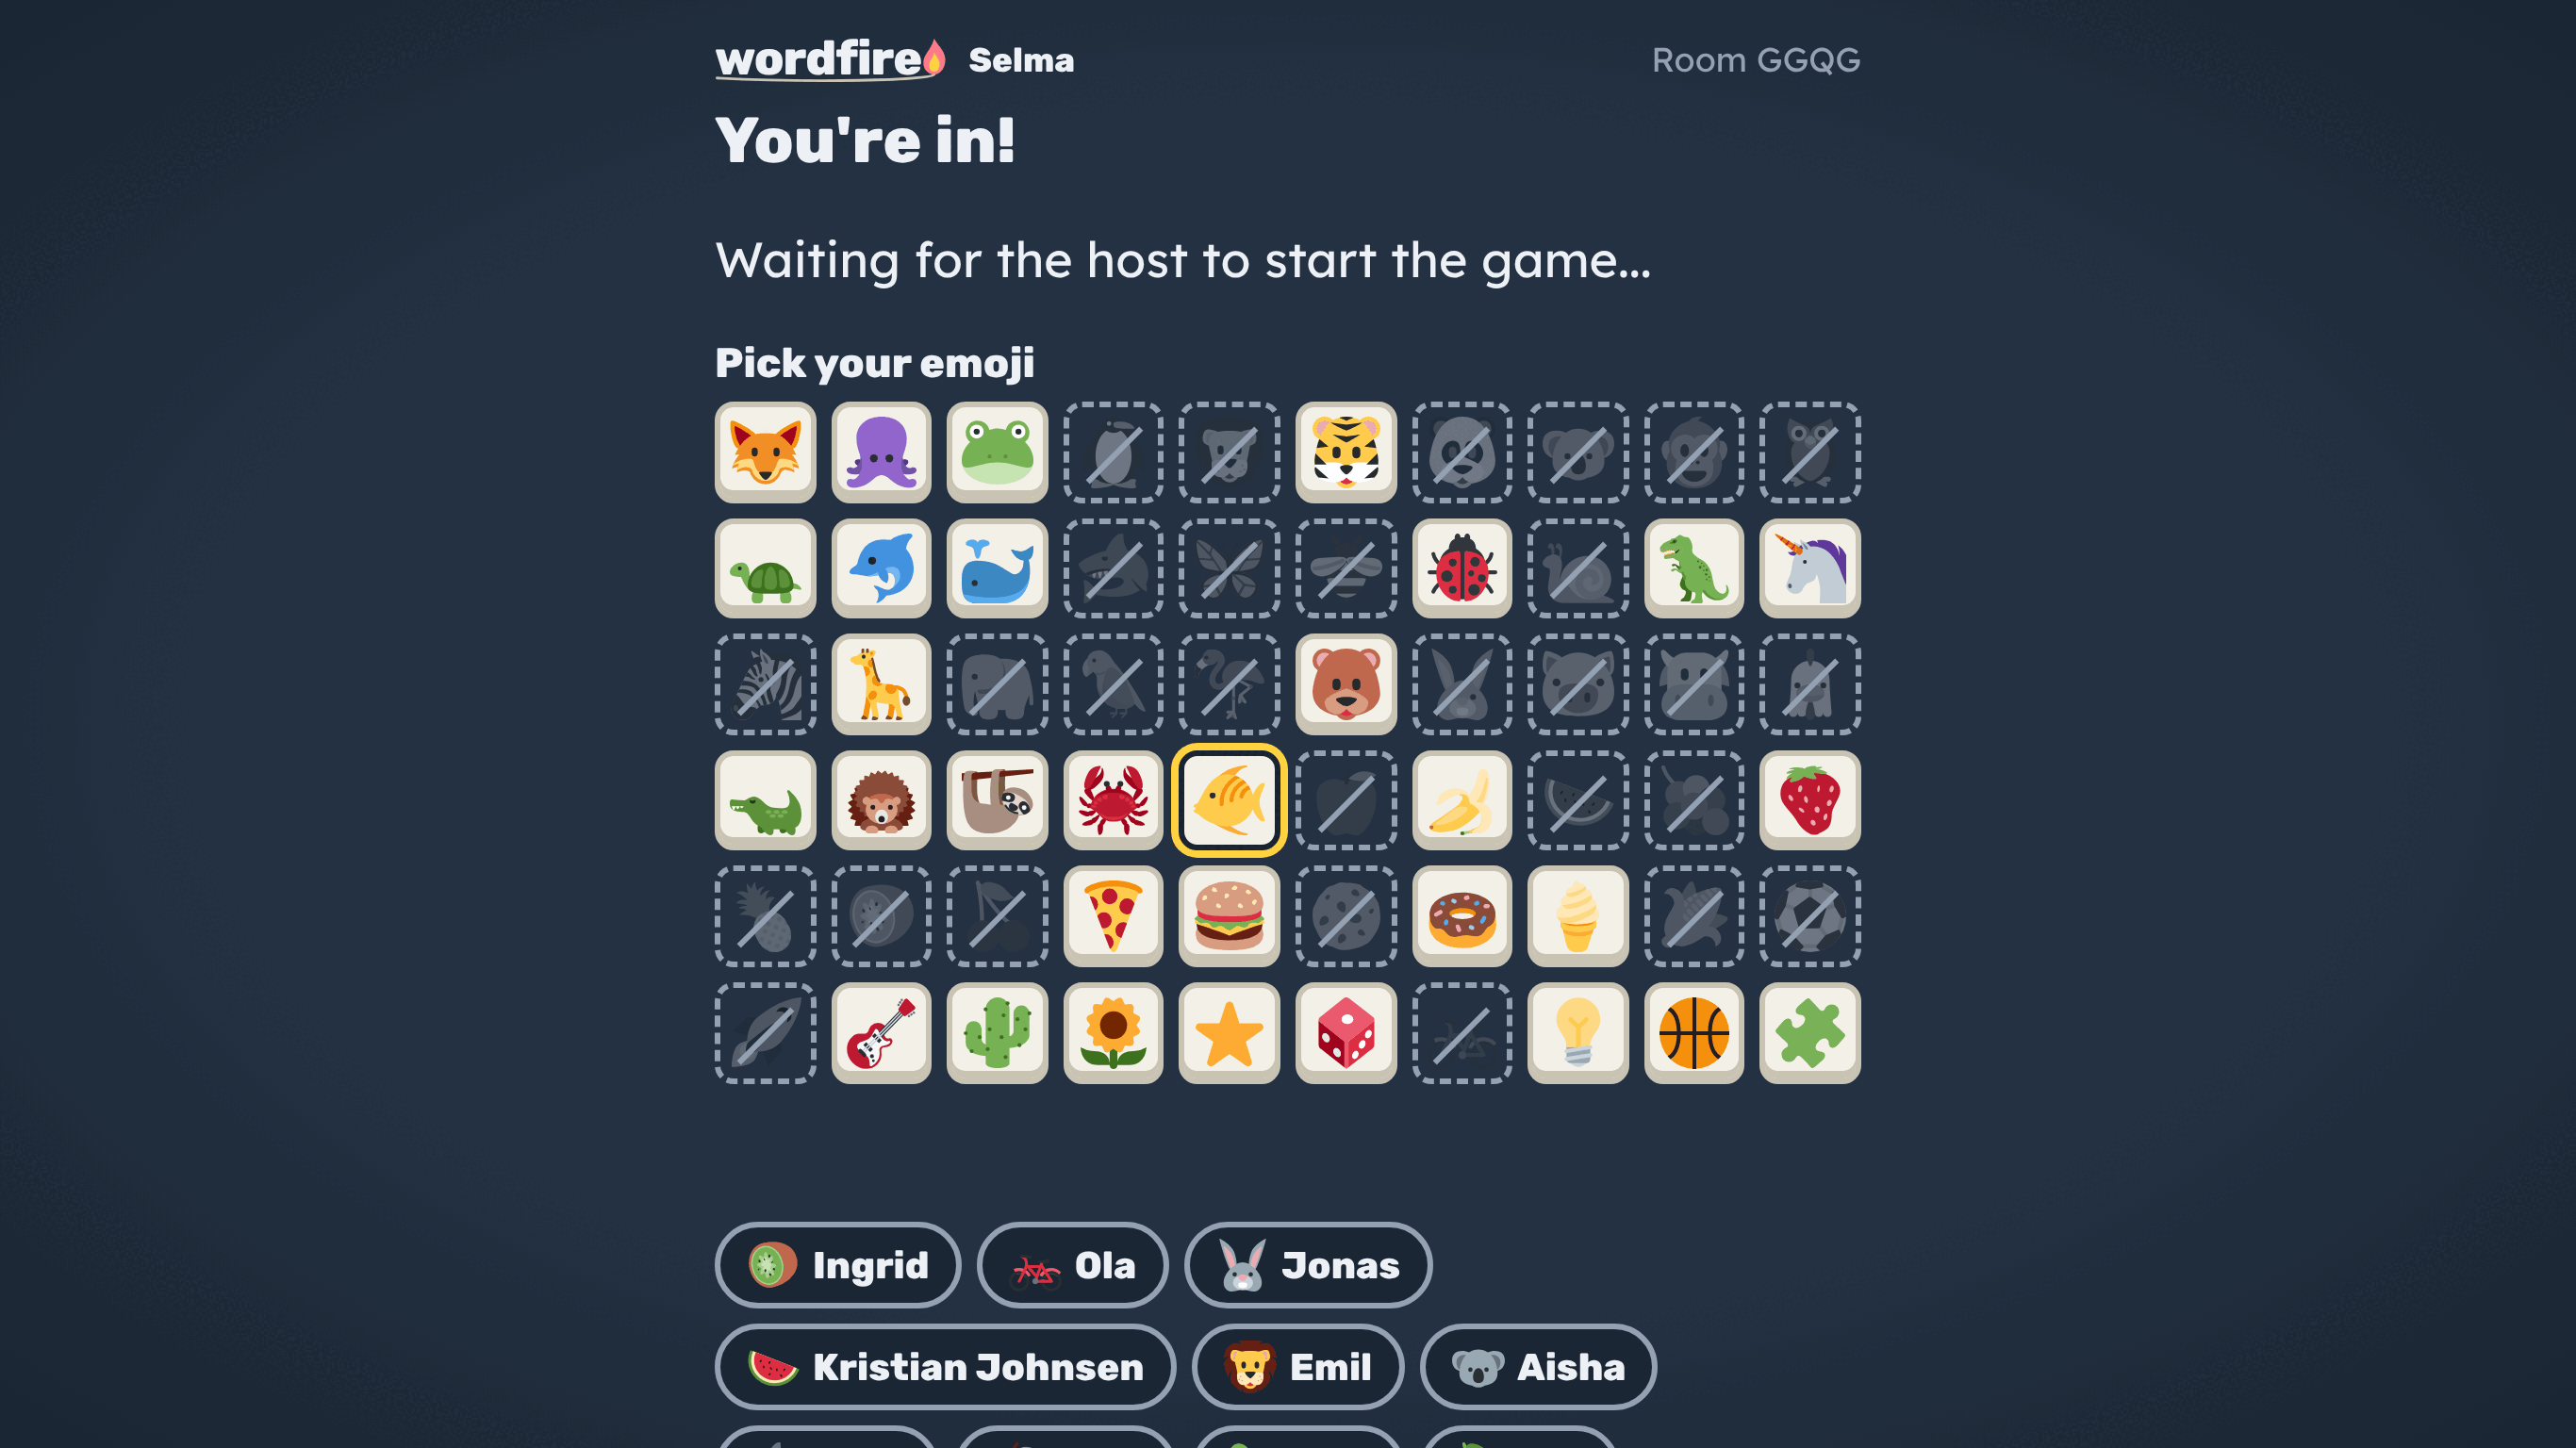 wordfire Selma Room GGQG
You're in!
Waiting for the host to start the game...
Pick your emoji
Ingrid Ola Jonas
Kristian Johnsen Emil Aisha